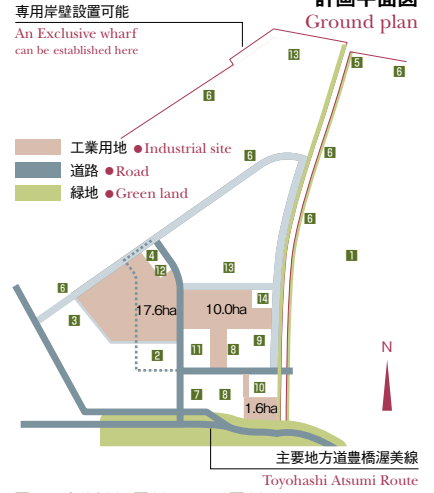 計画平面図
Ground plan
専用岸壁設置可能
An Exclusive wharf
can be established here
13
5
6
6
工業用地 ●Industrial site
道路 ●Road
緑地 ●Green land
6
6
6
1
4
12
13
6
3
17.6ha
10.0ha
14
2
11
8
9
7
8
10
1.6ha
N
主要地方道豊橋渥美線
Toyohashi Atsumi Route